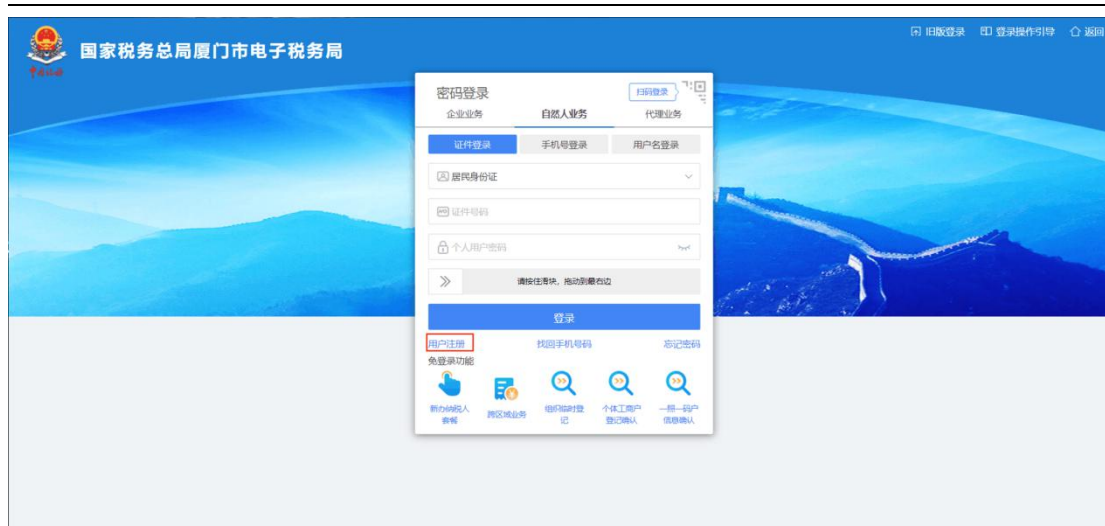 国家税务总局厦门市电子税务局
旧版登录 登录操作引导 返回
密码登录 扫码登录
企业业务 自然人业务 代理业务
证件登录 手机号登录 用户名登录
居民身份证
证件号码
个人用户密码
请按住滑块，拖动到最右边
登录
用户注册 找回手机号码 忘记密码
免登录功能
新办纳税人套餐 跨区域业务 组织临时登记 个体工商户登记确认 一照一码户信息确认